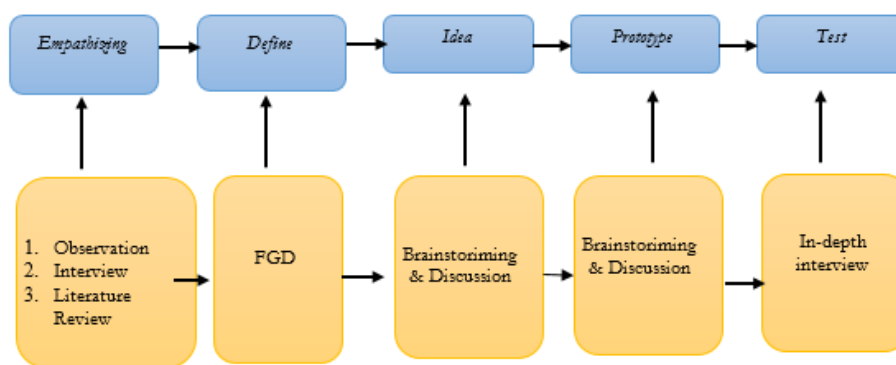 Empathizing
Define
Idea
Prototype
Test
1. Observation
2. Interview
3. Literature
Review
FGD
Brainstoriming
& Discussion
Brainstoriming
& Discussion
In-depth
interview